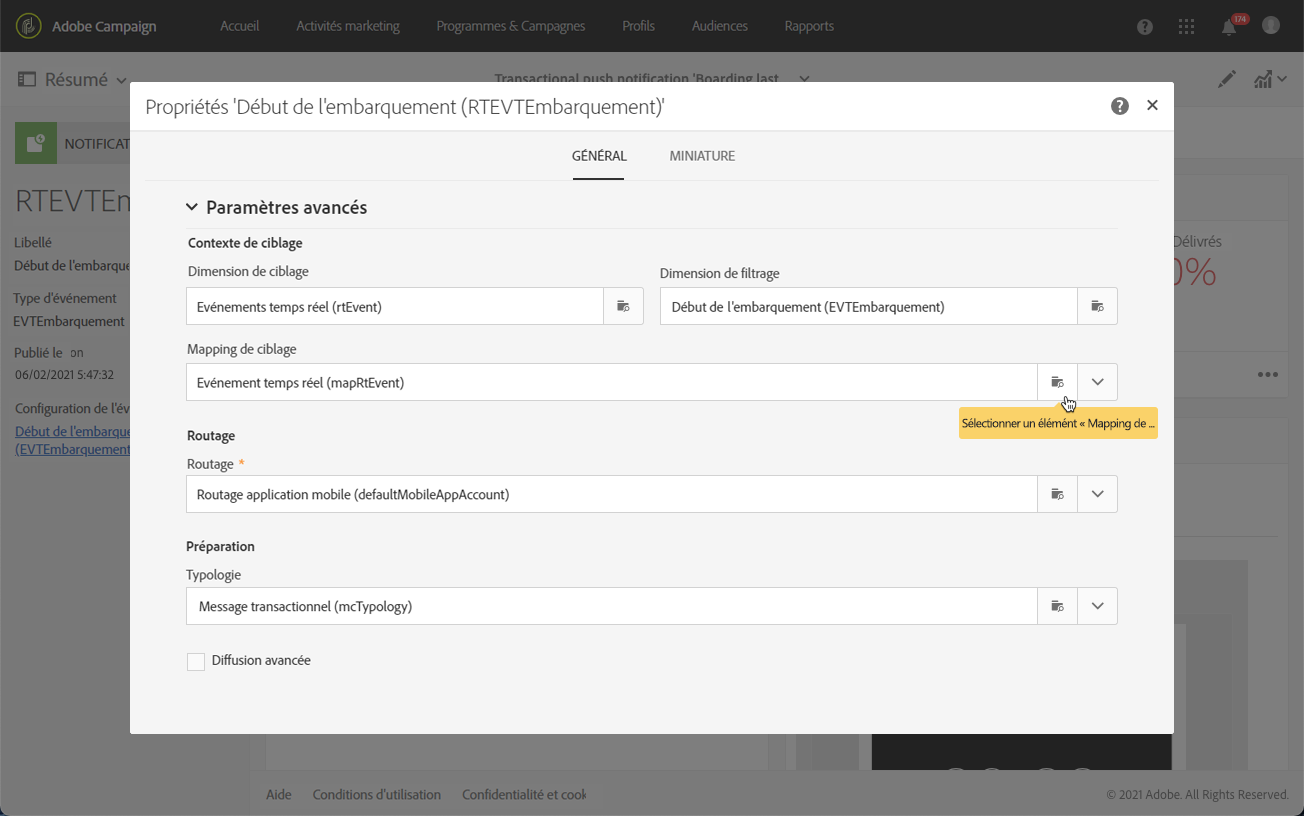 Adobe Campaign
Accueil
Activités marketing
Programmes & Campagnes
Profils
Audiences
Rapports
174
Résumé
Transactional push notification 'Boarding last
Propriétés 'Début de l'embarquement (RTEVTEmbarquement)'
GÉNÉRAL
MINIATURE
NOTIFICAT
RTEVTEm
Libellé
Début de l'embarque
Type d'événement
EVTEmbarquement
Publié le on
06/02/2021 5:47:32
Configuration de l'év
Début de l'embarque
(EVTEmbarquement
Paramètres avancés
Contexte de ciblage
Dimension de ciblage
Evénements temps réel (rtEvent)
Dimension de filtrage
Début de l'embarquement (EVTEmbarquement)
Mapping de ciblage
Evénement temps réel (mapRtEvent)
Sélectionner un élémént « Mapping de ...
Routage
Routage *
Routage application mobile (defaultMobileAppAccount)
Préparation
Typologie
Message transactionnel (mcTypology)
Diffusion avancée
Délivrés
0%
Aide
Conditions d'utilisation
Confidentialité et cook
© 2021 Adobe. All Rights Reserved.